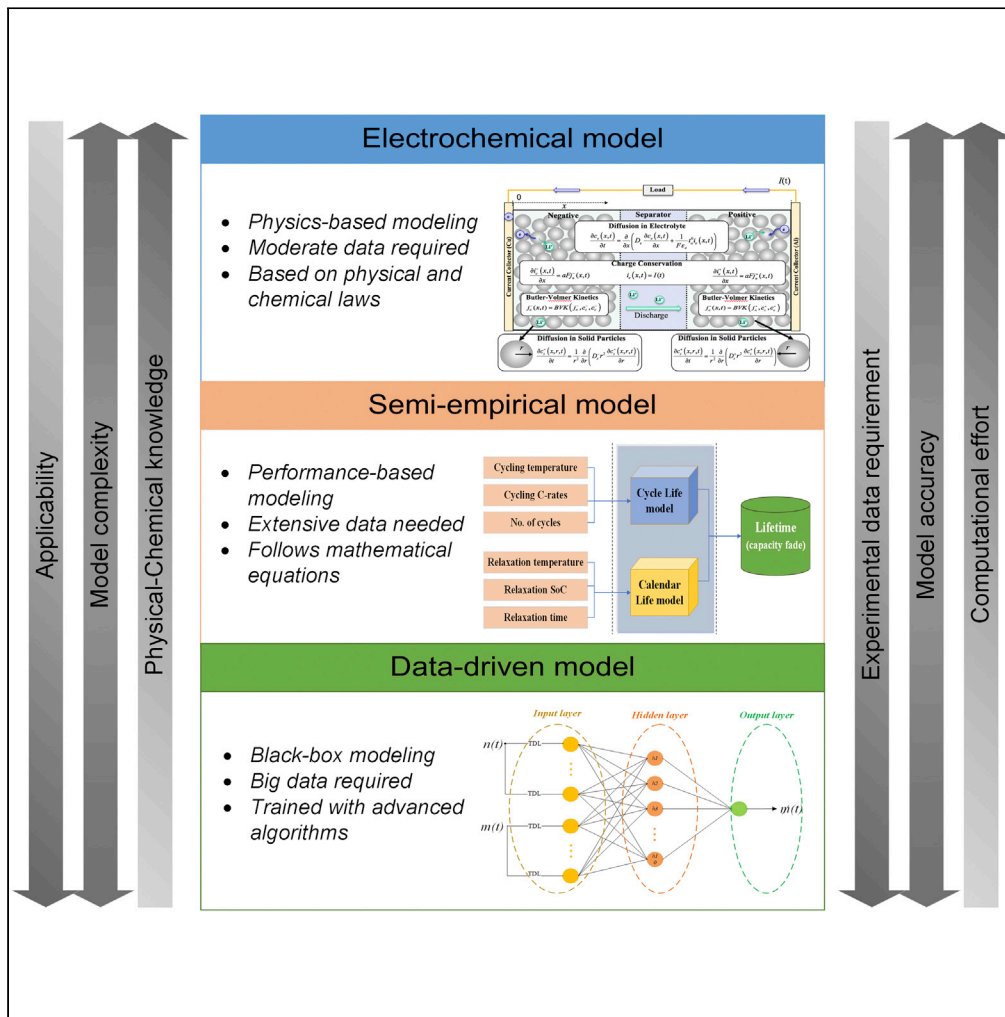 Electrochemical model
Physics-based modeling
Moderate data required
Based on physical and
chemical laws
I(t)
Load
0
x
Negative
Separator
Positive
Current Collector (Cu)
Current Collector (Al)
Diffusion in Electrolyte
Charge Conservation
i_e(x,t) = I(t)
Butler-Volmer Kinetics
Butler-Volmer Kinetics
Discharge
Diffusion in Solid Particles
Diffusion in Solid Particles
r
r
Semi-empirical model
Performance-based
modeling
Extensive data needed
Follows mathematical
equations
Cycling temperature
Cycling C-rates
No. of cycles
Relaxation temperature
Relaxation SoC
Relaxation time
Cycle Life
model
Calendar
Life model
Lifetime
(capacity fade)
Data-driven model
Black-box modeling
Big data required
Trained with advanced
algorithms
Input layer
Hidden layer
Output layer
n(t)
m(t)
TDL
TDL
TDL
TDL
h1
h2
Applicability
Model complexity
Physical-Chemical knowledge
Experimental data requirement
Model accuracy
Computational effort